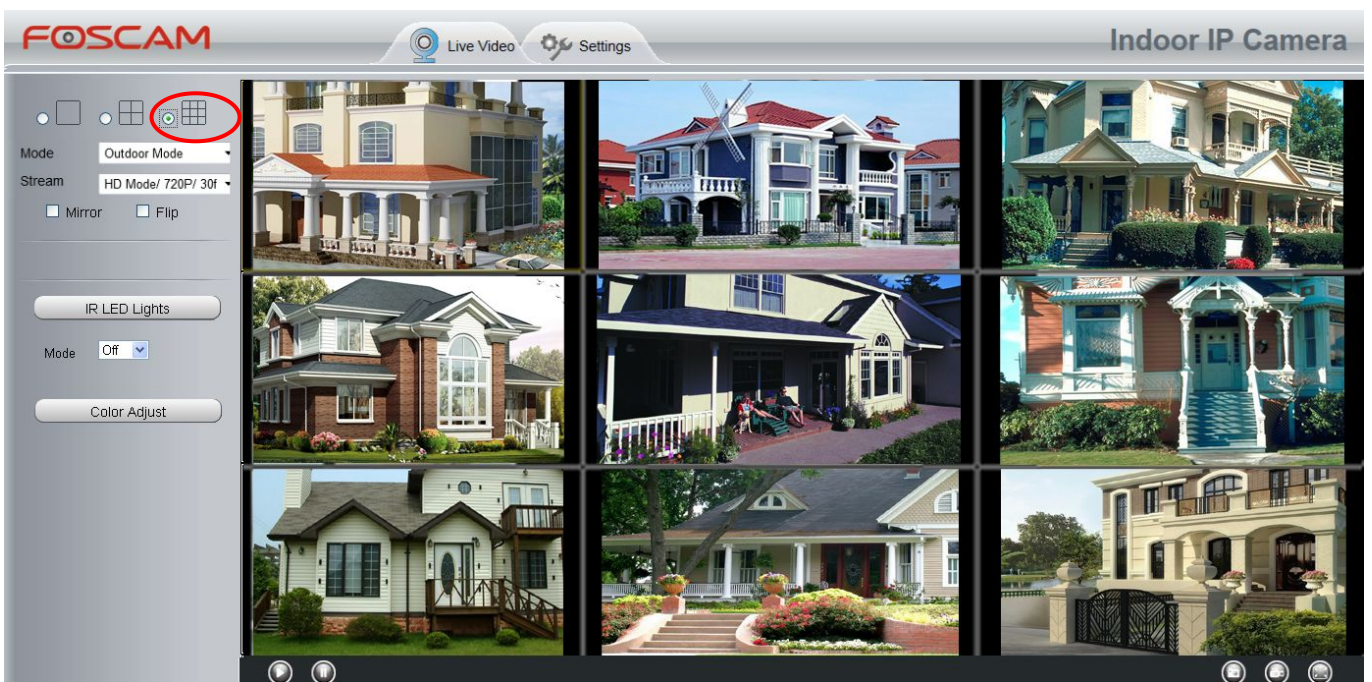 FOSCAM
Live Video
Settings
Indoor IP Camera
Mode Outdoor Mode
Stream HD Mode/ 720P/ 30f
Mirror Flip
IR LED Lights
Mode Off
Color Adjust